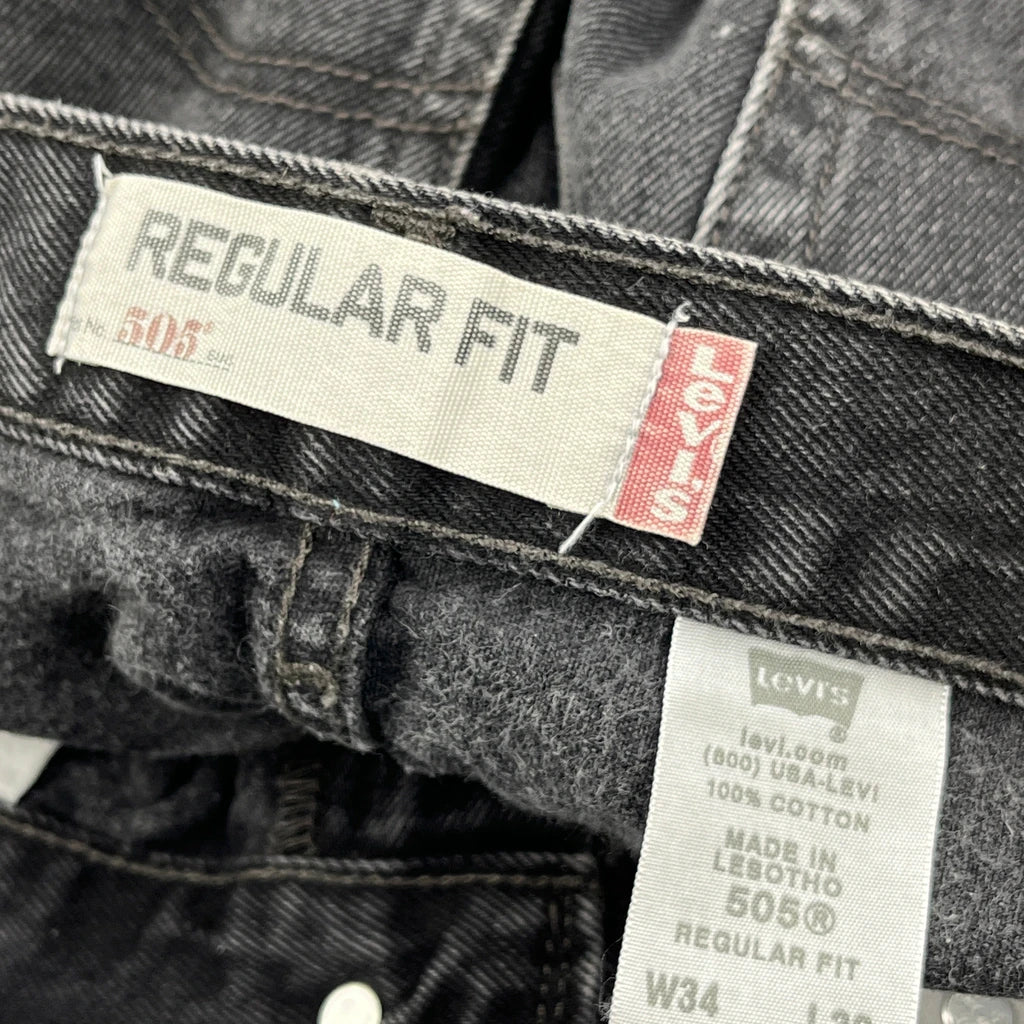 REGULAR FIT
No. 505®
LEVI'S
LEVI'S
®
levi.com
(800) USA-LEVI
100% COTTON
MADE IN
LESOTHO
505®
REGULAR FIT
W34